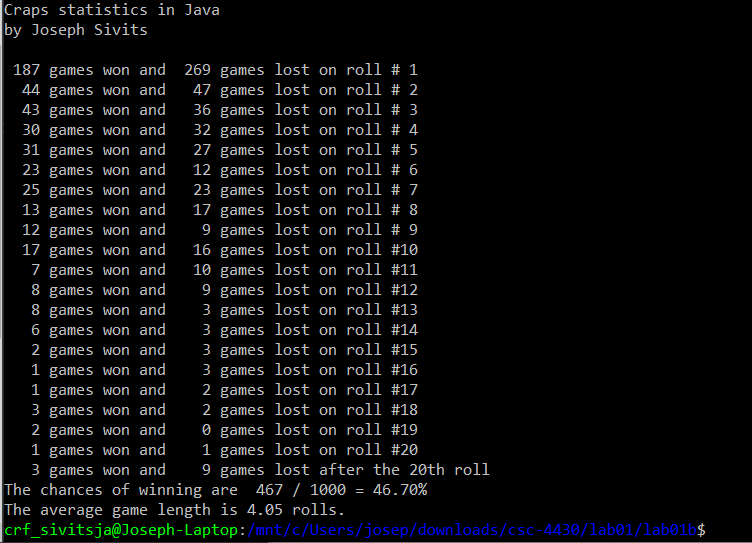 Craps statistics in Java
by Joseph Sivits
187 games won and  269 games lost on roll # 1
 44 games won and   47 games lost on roll # 2
 43 games won and   36 games lost on roll # 3
 30 games won and   32 games lost on roll # 4
 31 games won and   27 games lost on roll # 5
 23 games won and   12 games lost on roll # 6
 25 games won and   23 games lost on roll # 7
 13 games won and   17 games lost on roll # 8
 12 games won and    9 games lost on roll # 9
 17 games won and   16 games lost on roll #10
  7 games won and   10 games lost on roll #11
  8 games won and    9 games lost on roll #12
  8 games won and    3 games lost on roll #13
  6 games won and    3 games lost on roll #14
  2 games won and    3 games lost on roll #15
  1 games won and    3 games lost on roll #16
  1 games won and    2 games lost on roll #17
  3 games won and    2 games lost on roll #18
  2 games won and    0 games lost on roll #19
  1 games won and    1 games lost on roll #20
  3 games won and    9 games lost after the 20th roll
The chances of winning are  467 / 1000 = 46.70%
The average game length is 4.05 rolls.
crf_sivitsja@Joseph-Laptop:/mnt/c/Users/josep/downloads/csc-4430/lab01/lab01b$